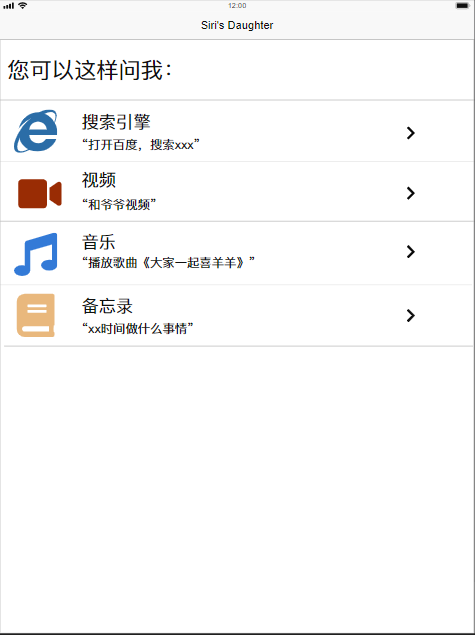 12:00
Siri's Daughter
您可以这样问我：
搜索引擎
“打开百度，搜索xxx”
视频
“和爷爷视频”
音乐
“播放歌曲《大家一起喜羊羊》”
备忘录
“xx时间做什么事情”